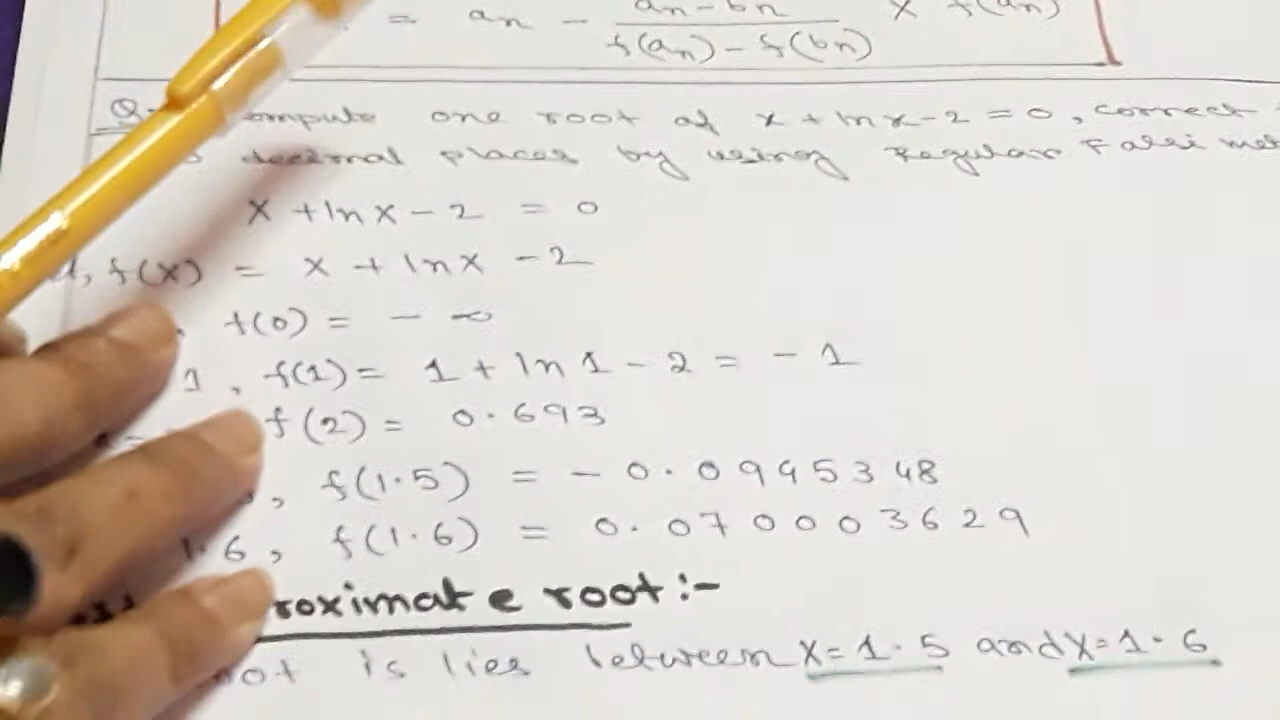 = an - an - bn / f(an) - f(bn) × f(an)
compute one root of x + ln x - 2 = 0, correct
decimal places by using Regular Falsi
x + ln x - 2 = 0
f(x) = x + ln x - 2
f(0) = - ∞
1, f(1) = 1 + ln 1 - 2 = - 1
f(2) = 0.693
, f(1.5) = - 0.0945348
1.6, f(1.6) = 0.070003629
root :-
is lies between x = 1.5 and x = 1.6